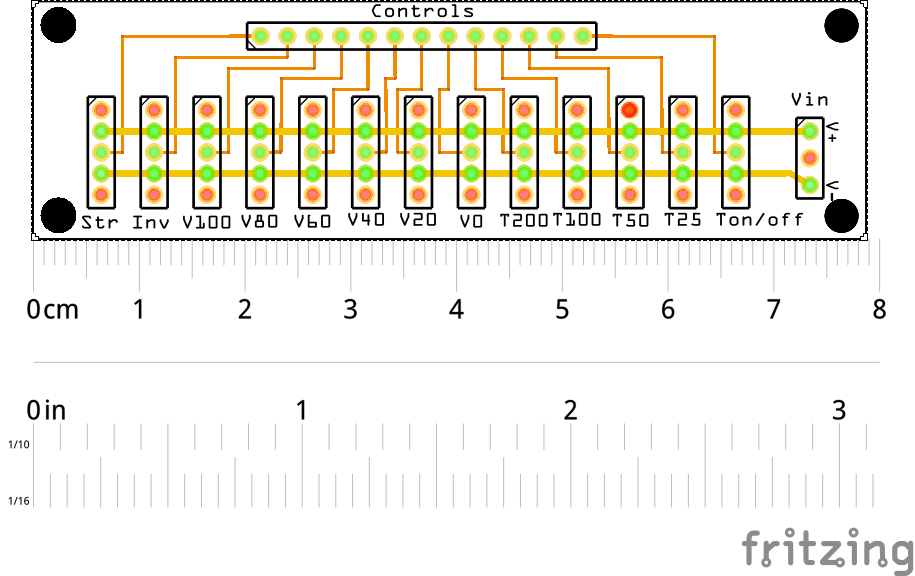 Controls
Vin
V+
V-
Str Inv V100 V80 V60 V40 V20 V0 T200 T100 T50 T25 Ton/off
0cm 1 2 3 4 5 6 7 8
0in 1 2 3
1/10
1/16
fritzing